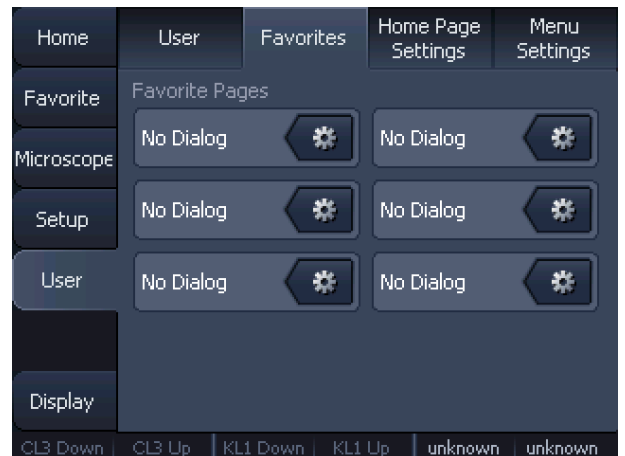 Home
User
Favorites
Home Page
Settings
Menu
Settings
Favorite
Microscope
Setup
User
Display
Favorite Pages
No Dialog
No Dialog
No Dialog
No Dialog
No Dialog
No Dialog
CL3 Down
CL3 Up
KL1 Down
KL1 Up
unknown
unknown